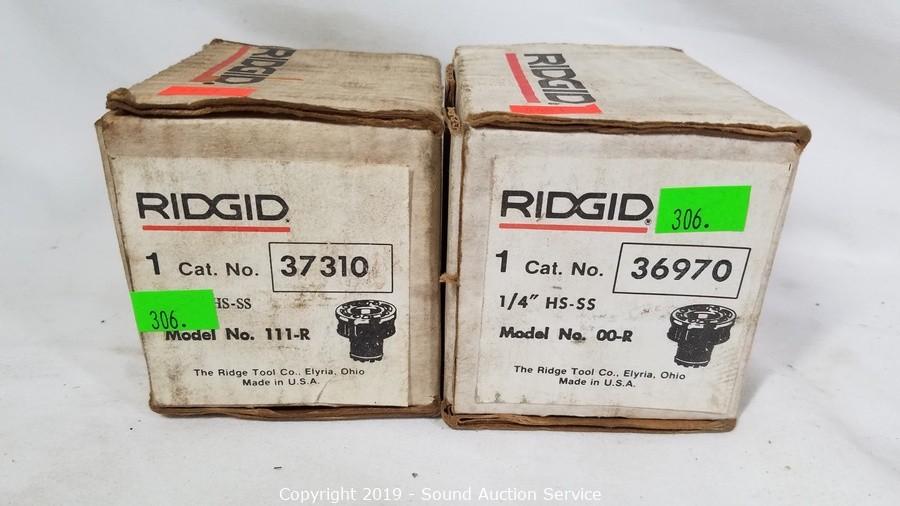 RIDGID
RIDGID
RIDGID
1 Cat. No. 37310
HS-SS
306.
Model No. 111-R
The Ridge Tool Co., Elyria, Ohio
Made in U.S.A.
RIDGID
306.
1 Cat. No. 36970
1/4" HS-SS
Model No. 00-R
The Ridge Tool Co., Elyria, Ohio
Made in U.S.A.
Copyright 2019 - Sound Auction Service